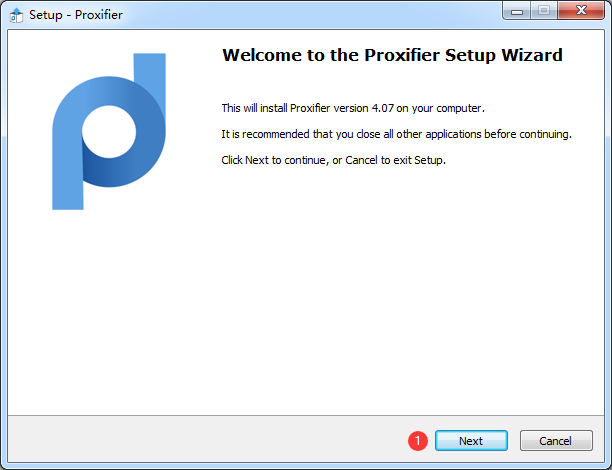 Setup - Proxifier
Welcome to the Proxifier Setup Wizard
This will install Proxifier version 4.07 on your computer.
It is recommended that you close all other applications before continuing.
Click Next to continue, or Cancel to exit Setup.
1 Next Cancel